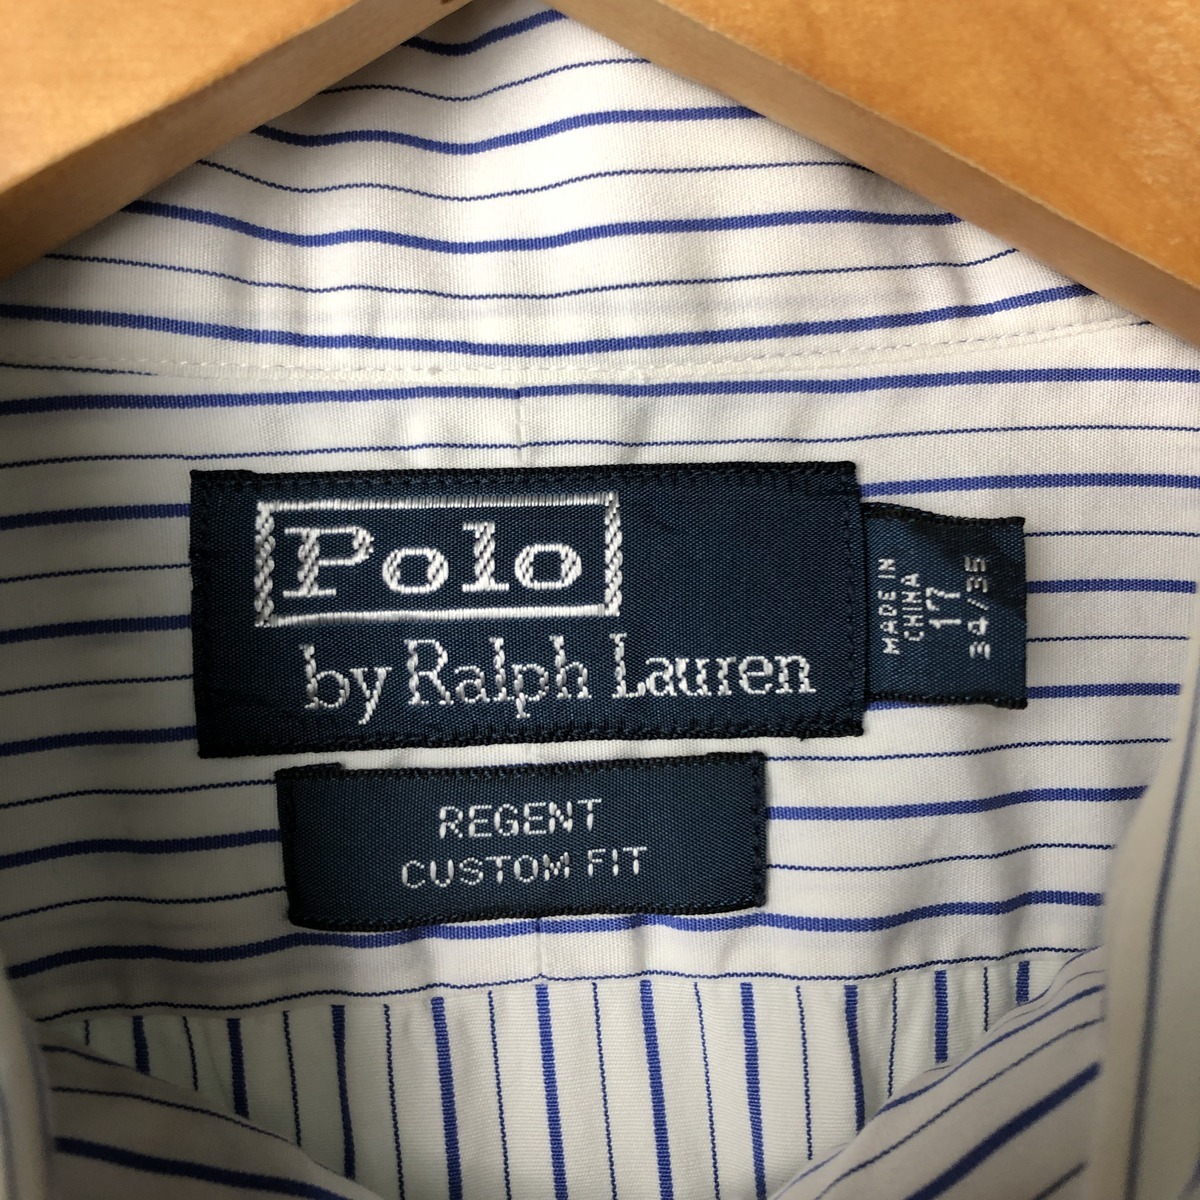 Polo
by Ralph Lauren
MADE IN
CHINA
17
34/35
REGENT
CUSTOM FIT